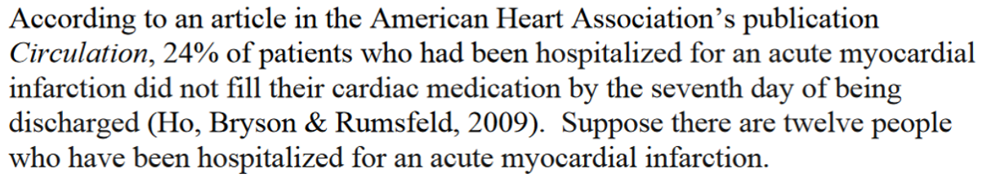 According to an article in the American Heart Association’s publication
Circulation, 24% of patients who had been hospitalized for an acute myocardial
infarction did not fill their cardiac medication by the seventh day of being
discharged (Ho, Bryson & Rumsfeld, 2009).  Suppose there are twelve people
who have been hospitalized for an acute myocardial infarction.